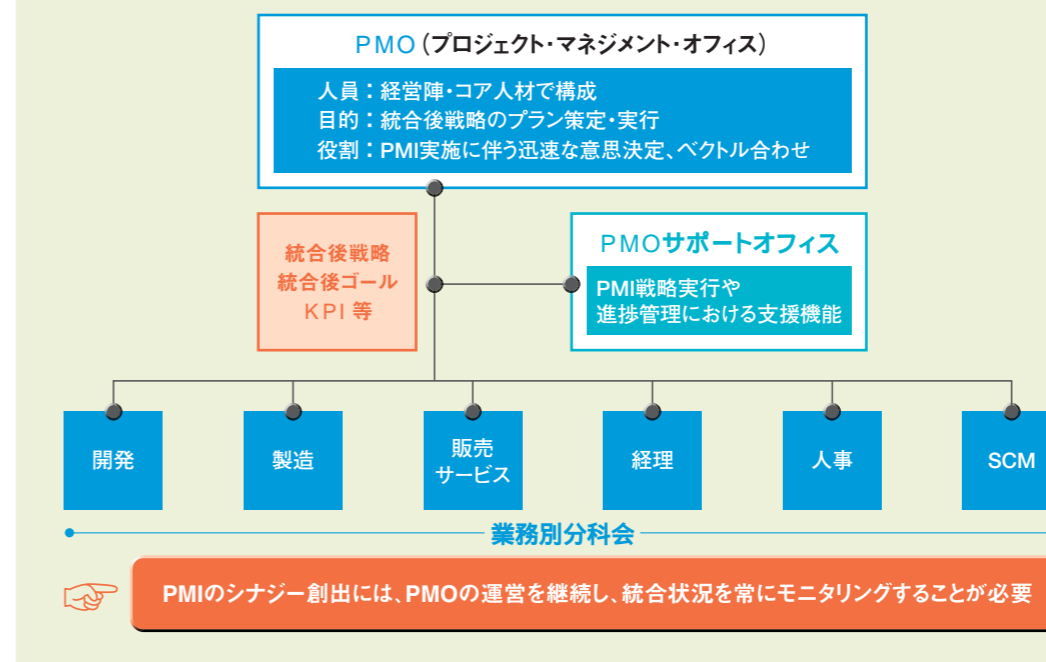 PMO(プロジェクト・マネジメント・オフィス)
人員:経営陣・コア人材で構成
目的:統合後戦略のプラン策定・実行
役割:PMI実施に伴う迅速な意思決定、ベクトル合わせ
統合後戦略
統合後ゴール
KPI 等
PMOサポートオフィス
PMI戦略実行や
進捗管理における支援機能
開発
製造
販売
サービス
経理
人事
SCM
業務別分科会
PMIのシナジー創出には、PMOの運営を継続し、統合状況を常にモニタリングすることが必要